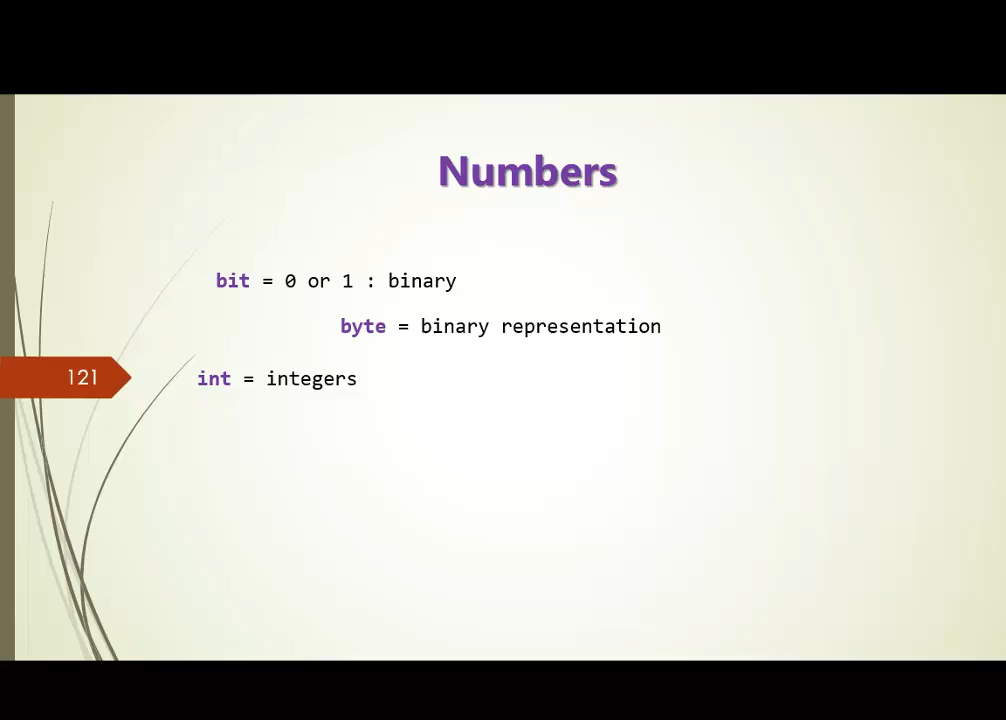 Numbers
bit = 0 or 1 : binary
byte = binary representation
121
int = integers